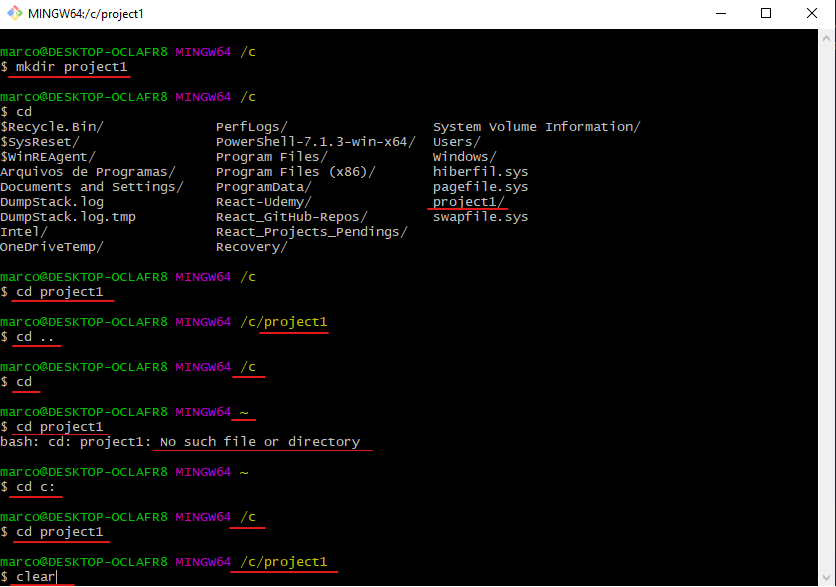 MINGW64:/c/project1
marco@DESKTOP-OCLAFR8 MINGW64 /c
$ mkdir project1
marco@DESKTOP-OCLAFR8 MINGW64 /c
$ cd
$Recycle.Bin/ PerfLogs/ System Volume Information/
$SysReset/ PowerShell-7.1.3-win-x64/ Users/
$WinREAgent/ Program Files/ Windows/
Arquivos de Programas/ Program Files (x86)/ hiberfil.sys
Documents and Settings/ ProgramData/ pagefile.sys
DumpStack.log React-Udemy/ project1/
DumpStack.log.tmp React_GitHub-Repos/ swapfile.sys
Intel/ React_Projects_Pendings/
OneDriveTemp/ Recovery/
marco@DESKTOP-OCLAFR8 MINGW64 /c
$ cd project1
marco@DESKTOP-OCLAFR8 MINGW64 /c/project1
$ cd ..
marco@DESKTOP-OCLAFR8 MINGW64 /c
$ cd
marco@DESKTOP-OCLAFR8 MINGW64 ~
$ cd project1
bash: cd: project1: No such file or directory
marco@DESKTOP-OCLAFR8 MINGW64 ~
$ cd c:
marco@DESKTOP-OCLAFR8 MINGW64 /c
$ cd project1
marco@DESKTOP-OCLAFR8 MINGW64 /c/project1
$ clear